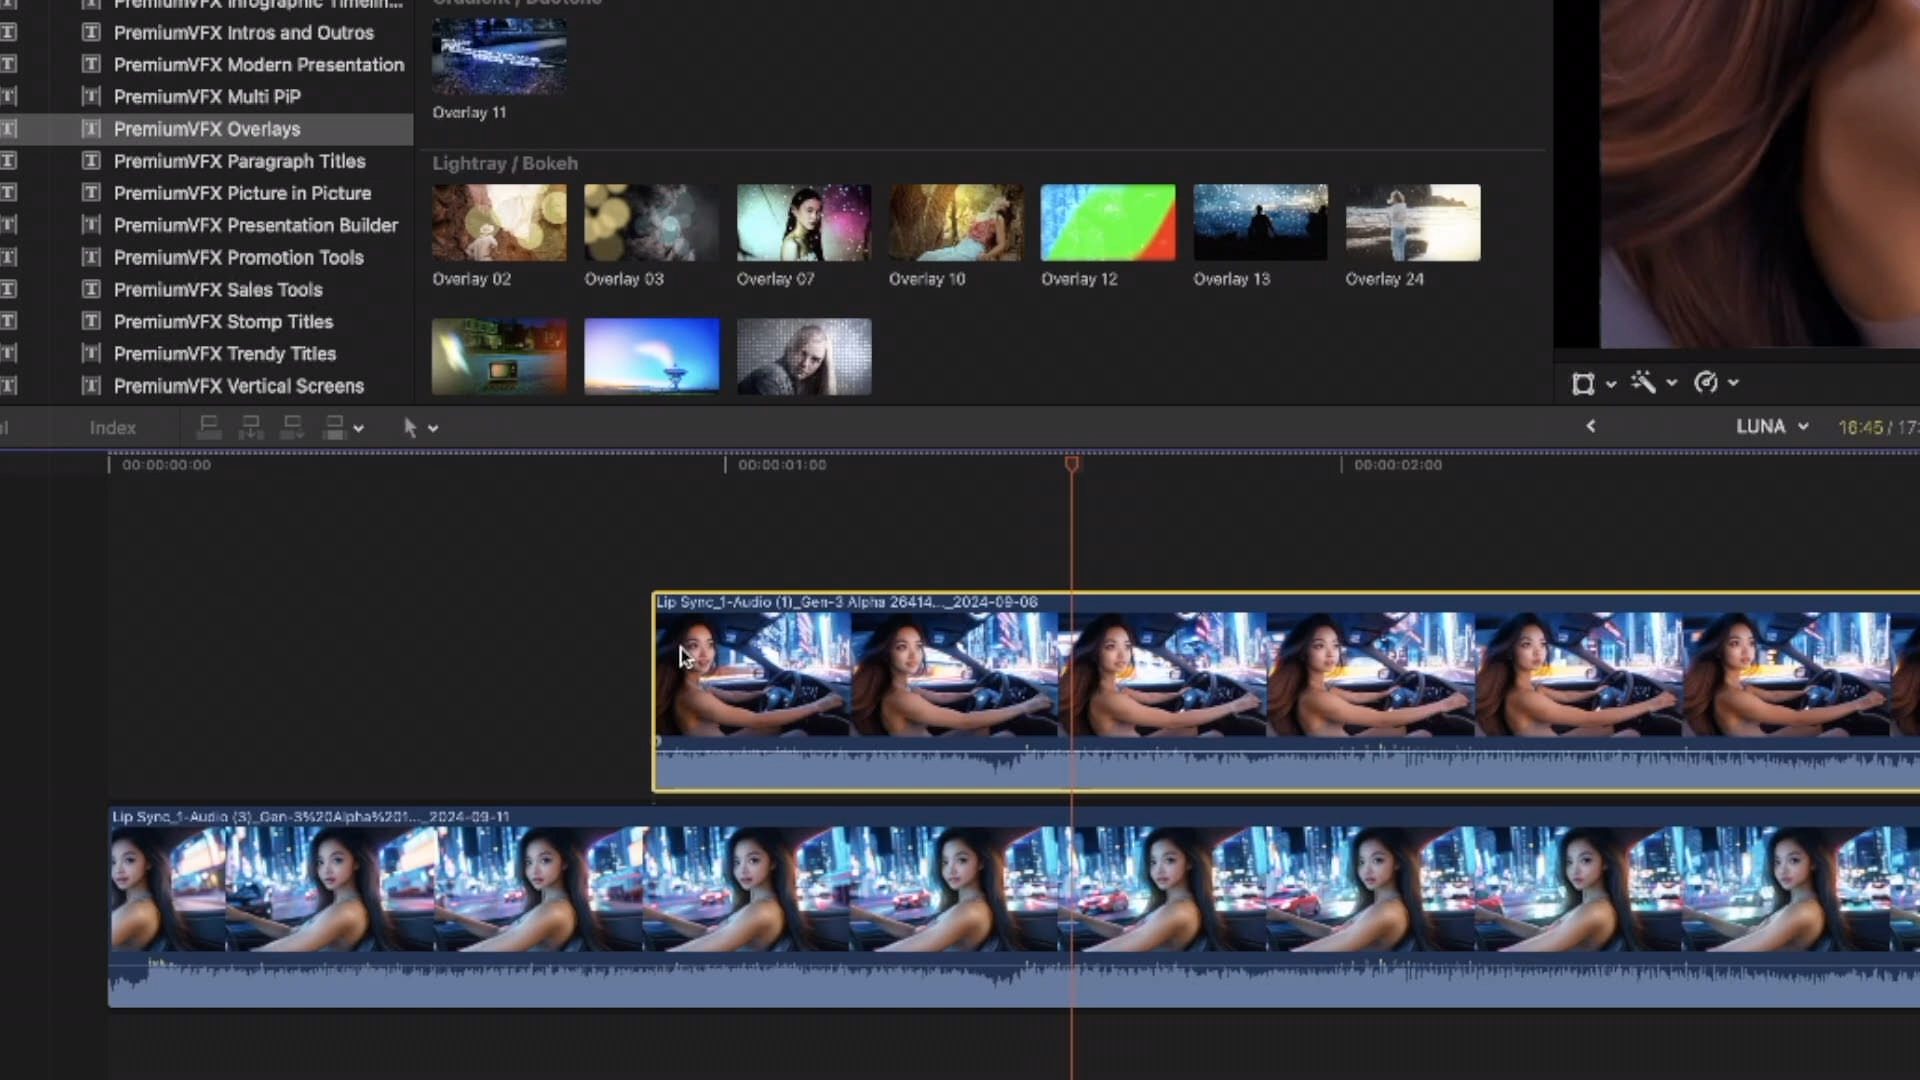 PremiumVFX Infographic Timelin...
PremiumVFX Intros and Outros
PremiumVFX Modern Presentation
PremiumVFX Multi PiP
PremiumVFX Overlays
PremiumVFX Paragraph Titles
PremiumVFX Picture in Picture
PremiumVFX Presentation Builder
PremiumVFX Promotion Tools
PremiumVFX Sales Tools
PremiumVFX Stomp Titles
PremiumVFX Trendy Titles
PremiumVFX Vertical Screens
Gradient / Duotone
Overlay 11
Lightray / Bokeh
Overlay 02
Overlay 03
Overlay 07
Overlay 10
Overlay 12
Overlay 13
Overlay 24
Index
LUNA
16:45 / 17:
00:00:00:00
00:00:01:00
00:00:02:00
Lip Sync_1-Audio (1)_Gen-3 Alpha 26414..._2024-09-06
Lip Sync_1-Audio (3)_Gen-3%20Alpha%201..._2024-09-11